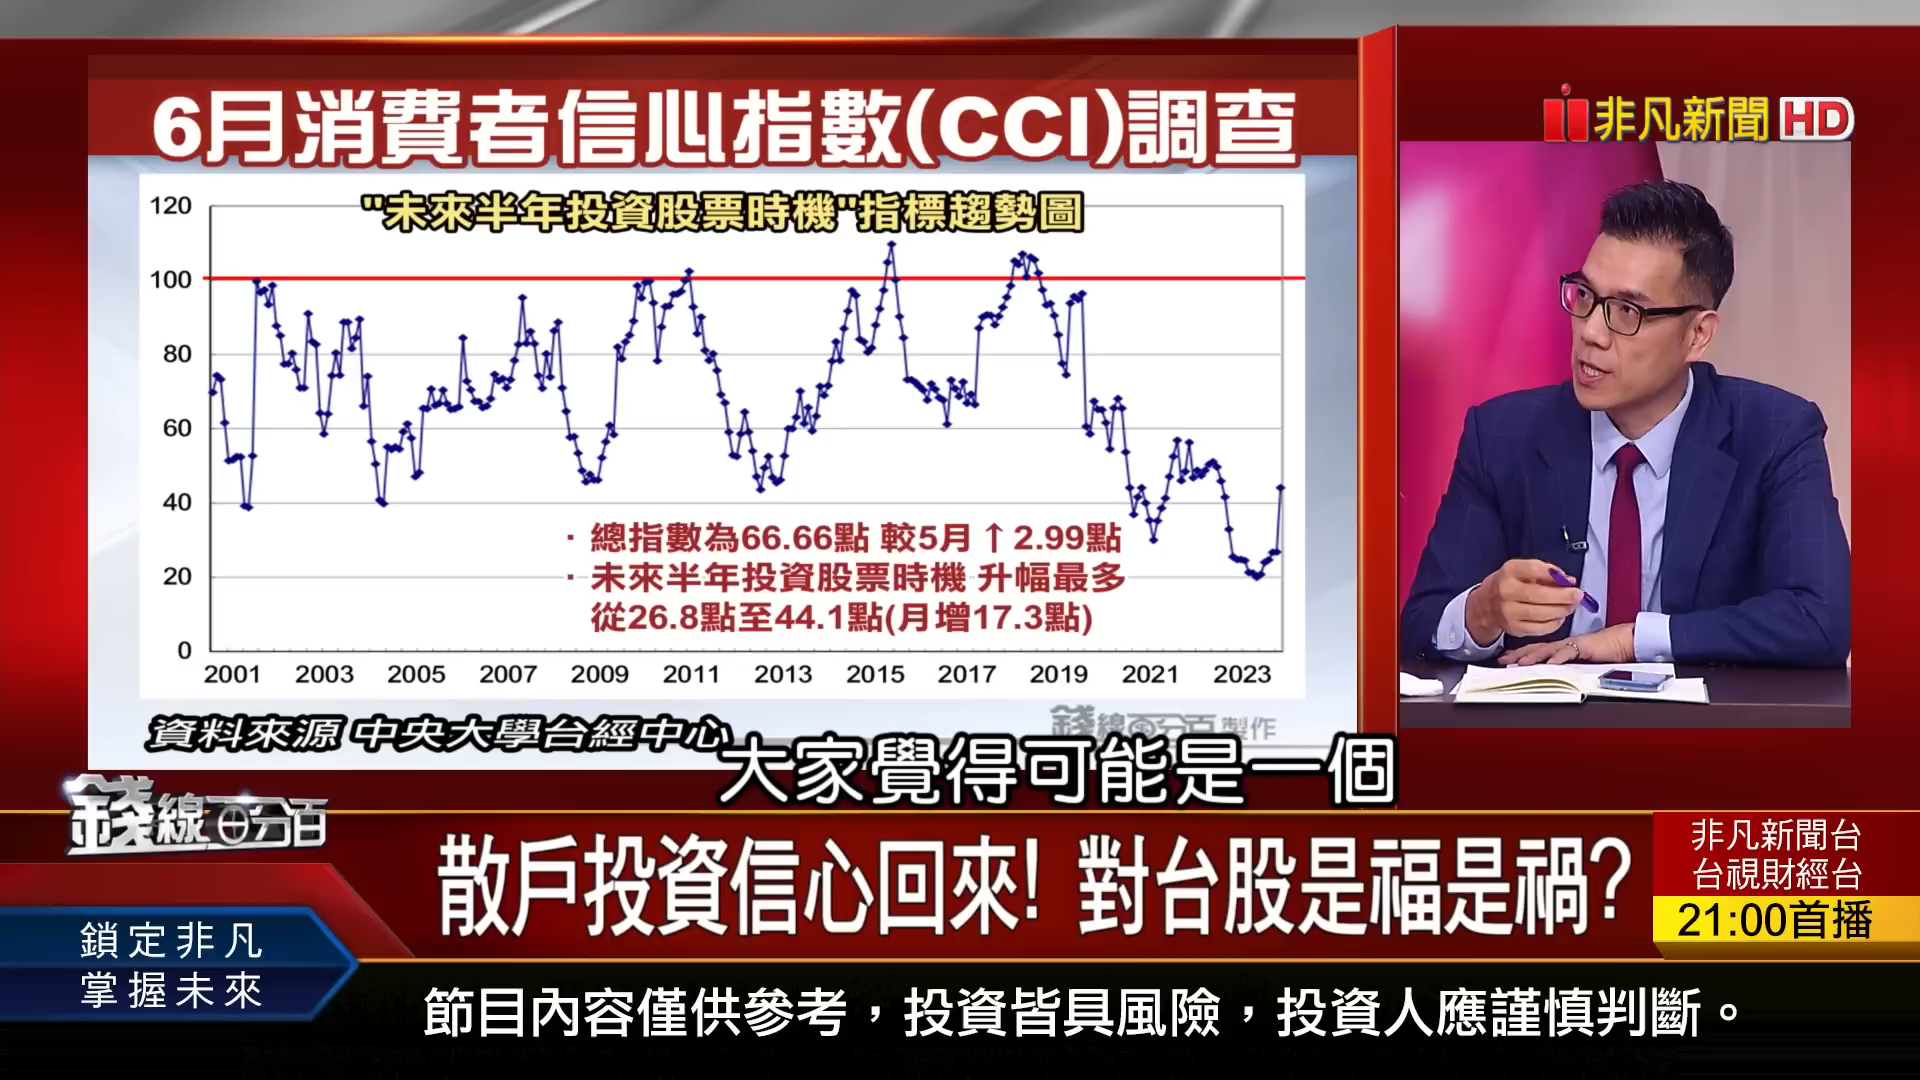 6月消費者信心指數(CCI)調查
"未來半年投資股票時機"指標趨勢圖
120
100
80
60
40
20
0
2001 2003 2005 2007 2009 2011 2013 2015 2017 2019 2021 2023
· 總指數為66.66點 較5月↑2.99點
· 未來半年投資股票時機 升幅最多
從26.8點至44.1點(月增17.3點)
資料來源 中央大學台經中心
錢線百分百製作
非凡新聞HD
大家覺得可能是一個
錢線百分百
散戶投資信心回來! 對台股是福是禍?
非凡新聞台
台視財經台
21:00首播
鎖定非凡
掌握未來
節目內容僅供參考,投資皆具風險,投資人應謹慎判斷。